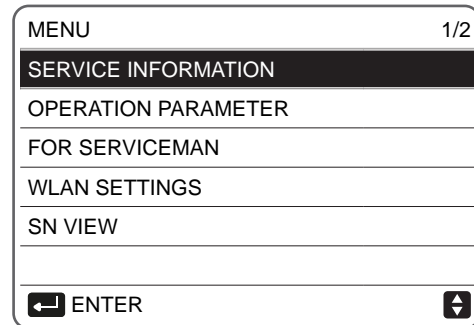 MENU 1/2
SERVICE INFORMATION
OPERATION PARAMETER
FOR SERVICEMAN
WLAN SETTINGS
SN VIEW
ENTER